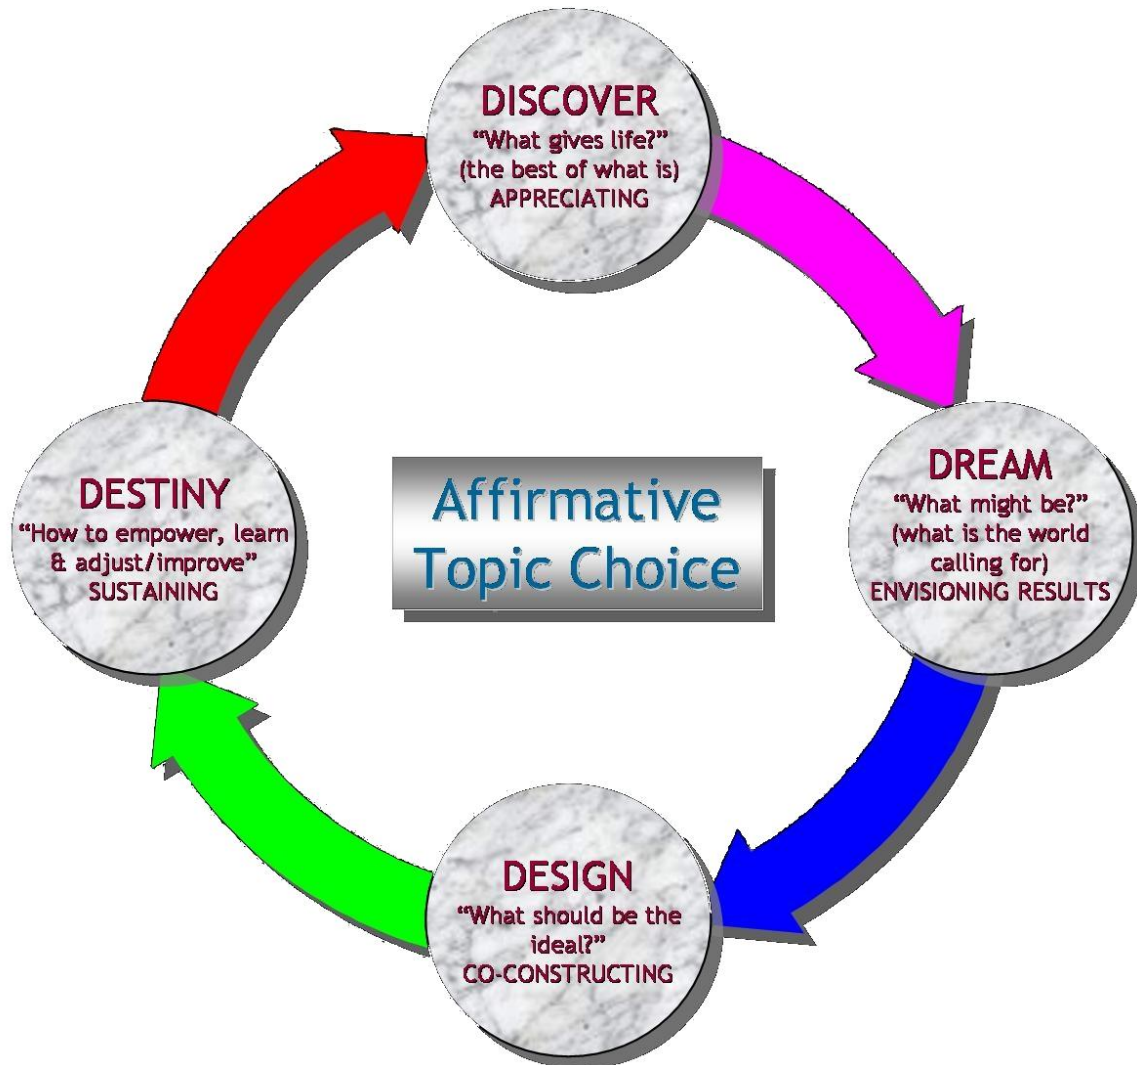 DISCOVER
“What gives life?”
(the best of what is)
APPRECIATING
DREAM
“What might be?”
(what is the world
calling for)
ENVISIONING RESULTS
DESIGN
“What should be the
ideal?”
CO-CONSTRUCTING
DESTINY
“How to empower, learn
& adjust/improve”
SUSTAINING
Affirmative
Topic Choice